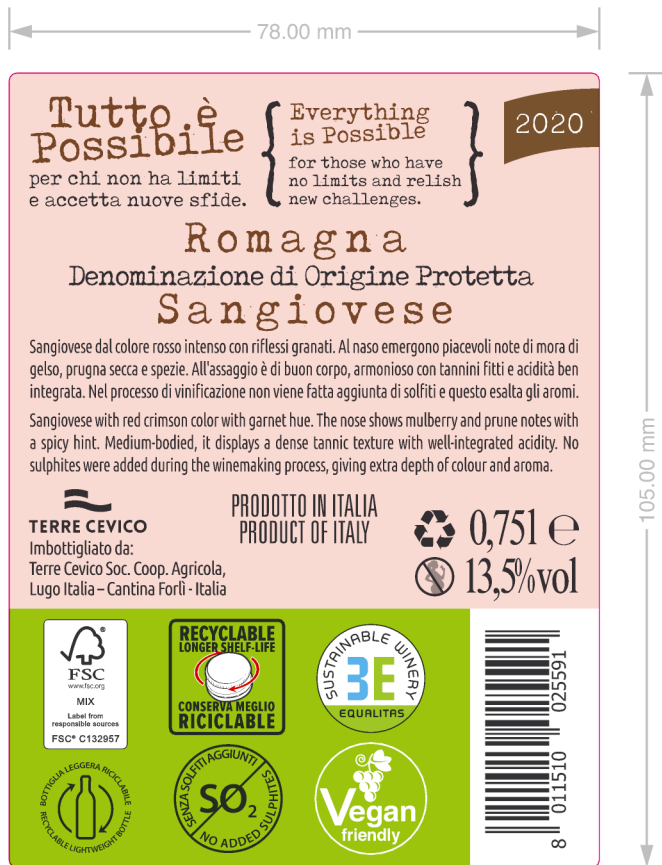 78.00 mm
Tutto è
Possibile
per chi non ha limiti
e accetta nuove sfide.
Everything
is Possible
for those who have
no limits and relish
new challenges.
2020
Romagna
Denominazione di Origine Protetta
Sangiovese
Sangiovese dal colore rosso intenso con riflessi granati. Al naso emergono piacevoli note di mora di
gelso, prugna secca e spezie. All'assaggio è di buon corpo, armonioso con tannini fitti e acidità ben
integrata. Nel processo di vinificazione non viene fatta aggiunta di solfiti e questo esalta gli aromi.
Sangiovese with red crimson color with garnet hue. The nose shows mulberry and prune notes with
a spicy hint. Medium-bodied, it displays a dense tannic texture with well-integrated acidity. No
sulphites were added during the winemaking process, giving extra depth of colour and aroma.
TERRE CEVICO
Imbottigliato da:
Terre Cevico Soc. Coop. Agricola,
Lugo Italia – Cantina Forlì - Italia
PRODOTTO IN ITALIA
PRODUCT OF ITALY
0,75l e
13,5%vol
105.00 mm
FSC
www.fsc.org
MIX
Label from
responsible sources
FSC® C132957
RECYCLABLE
LONGER SHELF-LIFE
CONSERVA MEGLIO
RICICLABLE
SUSTAINABLE WINERY
3E
EQUALITAS
BOTTIGLIA LEGGERA RICICLABILE
RECYCLABLE LIGHTWEIGHT BOTTLE
SENZA SOLFITI AGGIUNTI
SO2
NO ADDED SULPHITES
Vegan
friendly
8 011510 025591